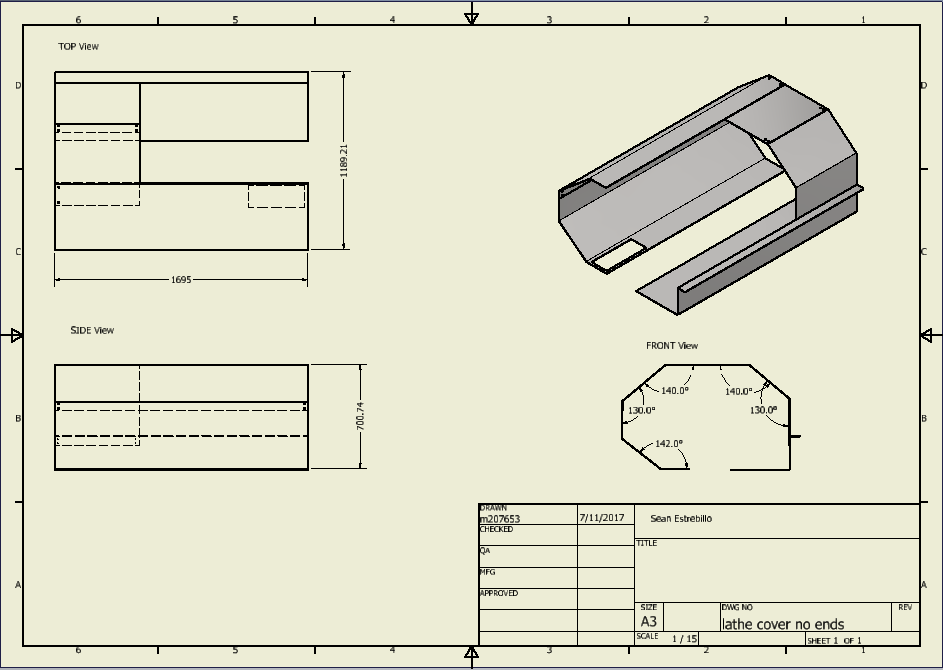 6 5 4 3 2 1
TOP View
D D
1189.21
C C
1695
SIDE View
FRONT View
140.0° 140.0°
130.0° 130.0°
700.74
B B
142.0°
DRAWN
m207653 7/11/2017 Sean Estrebillo
CHECKED
TITLE
QA
MFG
A A
APPROVED
SIZE DWG NO REV
A3 lathe cover no ends
SCALE 1 / 15 SHEET 1 OF 1
6 5 4 3 2 1